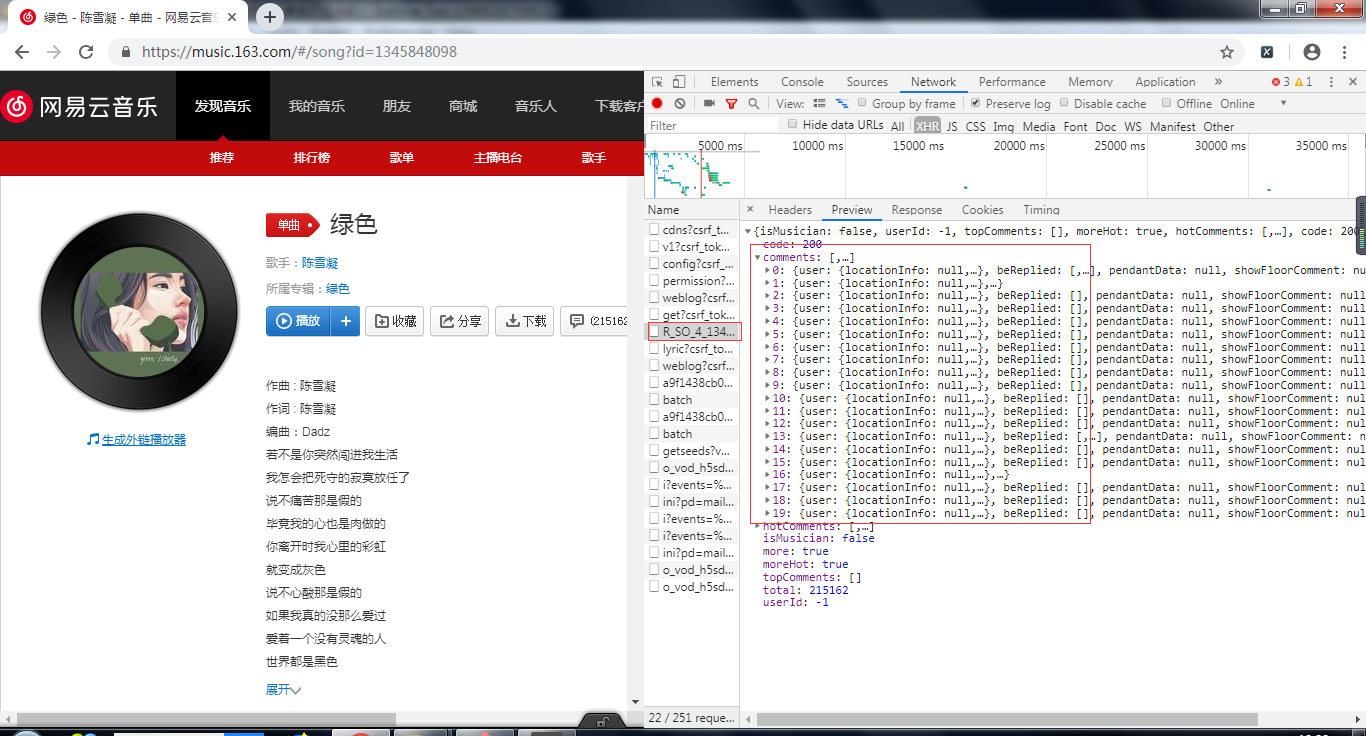 绿色 - 陈雪凝 - 单曲 - 网易云音乐
https://music.163.com/#/song?id=1345848098
网易云音乐
发现音乐
我的音乐
朋友
商城
音乐人
下载客户
推荐
排行榜
歌单
主播电台
歌手
单曲
绿色
歌手：陈雪凝
所属专辑：绿色
播放
+
收藏
分享
下载
(215162
green / Shelly
生成外链播放器
作曲 : 陈雪凝
作词 : 陈雪凝
编曲：Dadz
若不是你突然闯进我生活
我怎会把死守的寂寞放任了
说不痛苦那是假的
毕竟我的心也是肉做的
你离开时我心里的彩虹
就变成灰色
说不心酸那是假的
如果我真的没那么爱过
爱着一个没有灵魂的人
世界都是黑色
展开
Elements Console Sources Network Performance Memory Application » 3 1
View: Group by frame Preserve log Disable cache Offline Online
Filter Hide data URLs All XHR JS CSS Img Media Font Doc WS Manifest Other
5000 ms 10000 ms 15000 ms 20000 ms 25000 ms 30000 ms 35000 ms
Name
cdns?csrf_t...
v1?csrf_tok...
config?csrf_...
permission?...
weblog?csrf...
get?csrf_tok...
R_SO_4_134...
lyric?csrf_to...
weblog?csrf...
a9f1438cb0...
batch
a9f1438cb0...
batch
getseeds?v...
o_vod_h5sd...
i?events=%...
ini?pd=mail...
i?events=%...
i?events=%...
ini?pd=mail...
o_vod_h5sd...
o_vod_h5sd...
22 / 251 reque...
× Headers Preview Response Cookies Timing
{isMusician: false, userId: -1, topComments: [], moreHot: true, hotComments: [,…], code: 200
code: 200
comments: [,…]
0: {user: {locationInfo: null,…}, beReplied: [,…], pendantData: null, showFloorComment: nu
1: {user: {locationInfo: null,…},…}
2: {user: {locationInfo: null,…}, beReplied: [], pendantData: null, showFloorComment: null
3: {user: {locationInfo: null,…}, beReplied: [], pendantData: null, showFloorComment: null
4: {user: {locationInfo: null,…}, beReplied: [], pendantData: null, showFloorComment: null
5: {user: {locationInfo: null,…}, beReplied: [], pendantData: null, showFloorComment: null
6: {user: {locationInfo: null,…}, beReplied: [], pendantData: null, showFloorComment: null
7: {user: {locationInfo: null,…}, beReplied: [], pendantData: null, showFloorComment: null
8: {user: {locationInfo: null,…}, beReplied: [], pendantData: null, showFloorComment: null
9: {user: {locationInfo: null,…}, beReplied: [], pendantData: null, showFloorComment: null
10: {user: {locationInfo: null,…}, beReplied: [], pendantData: null, showFloorComment: nul
11: {user: {locationInfo: null,…}, beReplied: [], pendantData: null, showFloorComment: nul
12: {user: {locationInfo: null,…}, beReplied: [], pendantData: null, showFloorComment: nul
13: {user: {locationInfo: null,…}, beReplied: [,…], pendantData: null, showFloorComment: n
14: {user: {locationInfo: null,…}, beReplied: [], pendantData: null, showFloorComment: nul
15: {user: {locationInfo: null,…}, beReplied: [], pendantData: null, showFloorComment: nul
16: {user: {locationInfo: null,…},…}
17: {user: {locationInfo: null,…}, beReplied: [], pendantData: null, showFloorComment: nul
18: {user: {locationInfo: null,…}, beReplied: [], pendantData: null, showFloorComment: nul
19: {user: {locationInfo: null,…}, beReplied: [], pendantData: null, showFloorComment: nul
hotComments: [,…]
isMusician: false
more: true
moreHot: true
topComments: []
total: 215162
userId: -1